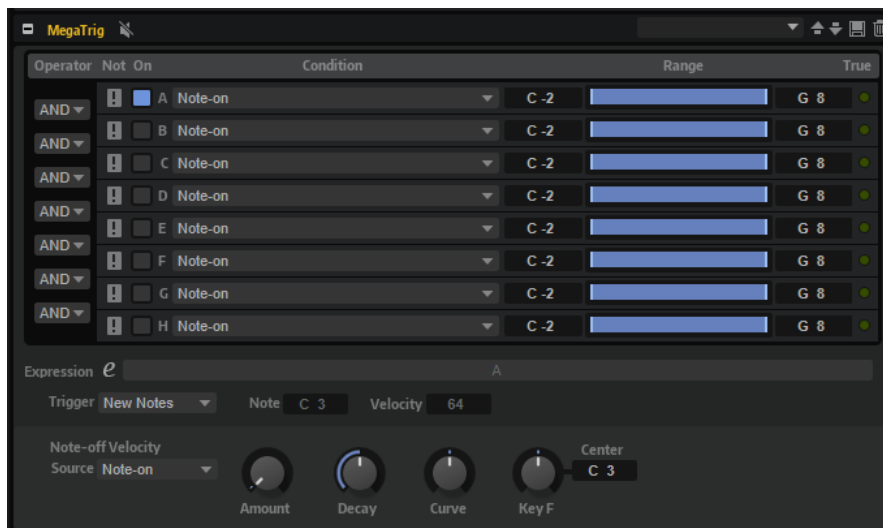 MegaTrig
Operator Not On Condition Range True
AND A Note-on C -2 G 8
AND B Note-on C -2 G 8
AND C Note-on C -2 G 8
AND D Note-on C -2 G 8
AND E Note-on C -2 G 8
AND F Note-on C -2 G 8
AND G Note-on C -2 G 8
H Note-on C -2 G 8
Expression e A
Trigger New Notes Note C 3 Velocity 64
Note-off Velocity
Source Note-on
Center
C 3
Amount Decay Curve Key F